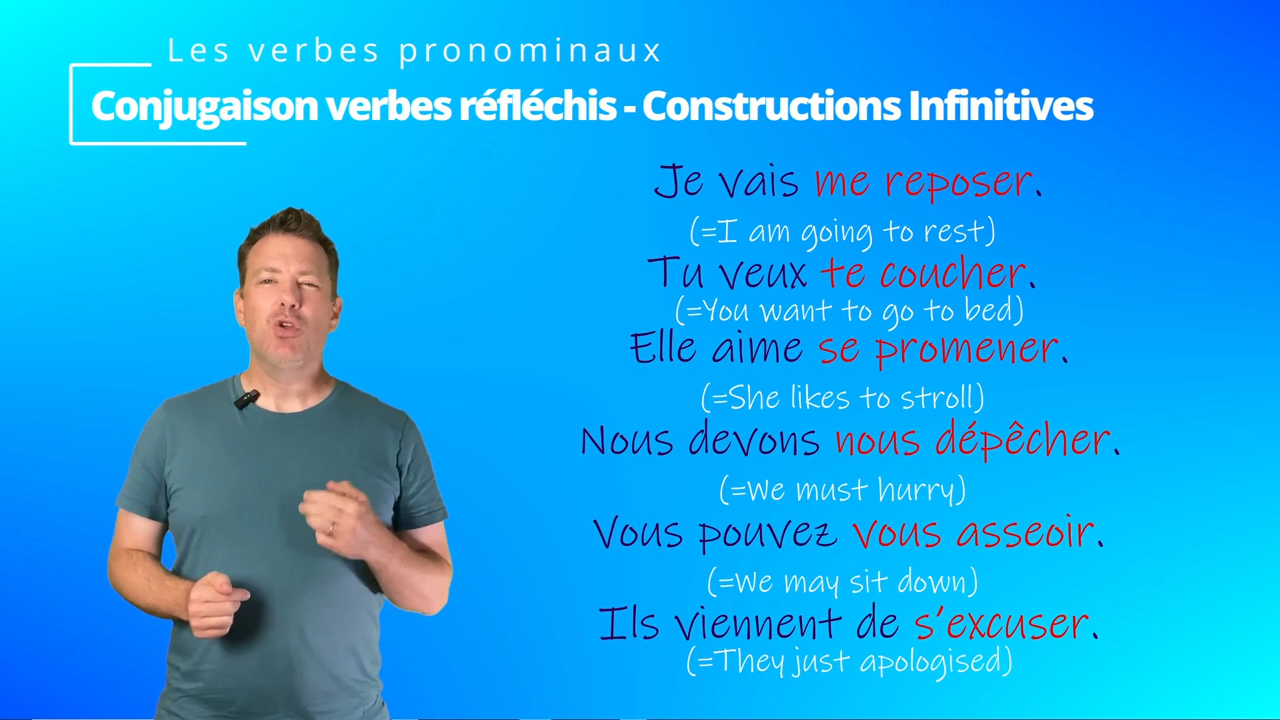 Les verbes pronominaux
Conjugaison verbes réfléchis - Constructions Infinitives
Je vais me reposer.
(=I am going to rest)
Tu veux te coucher.
(=You want to go to bed)
Elle aime se promener.
(=She likes to stroll)
Nous devons nous dépêcher.
(=We must hurry)
Vous pouvez vous asseoir.
(=We may sit down)
Ils viennent de s'excuser.
(=They just apologised)